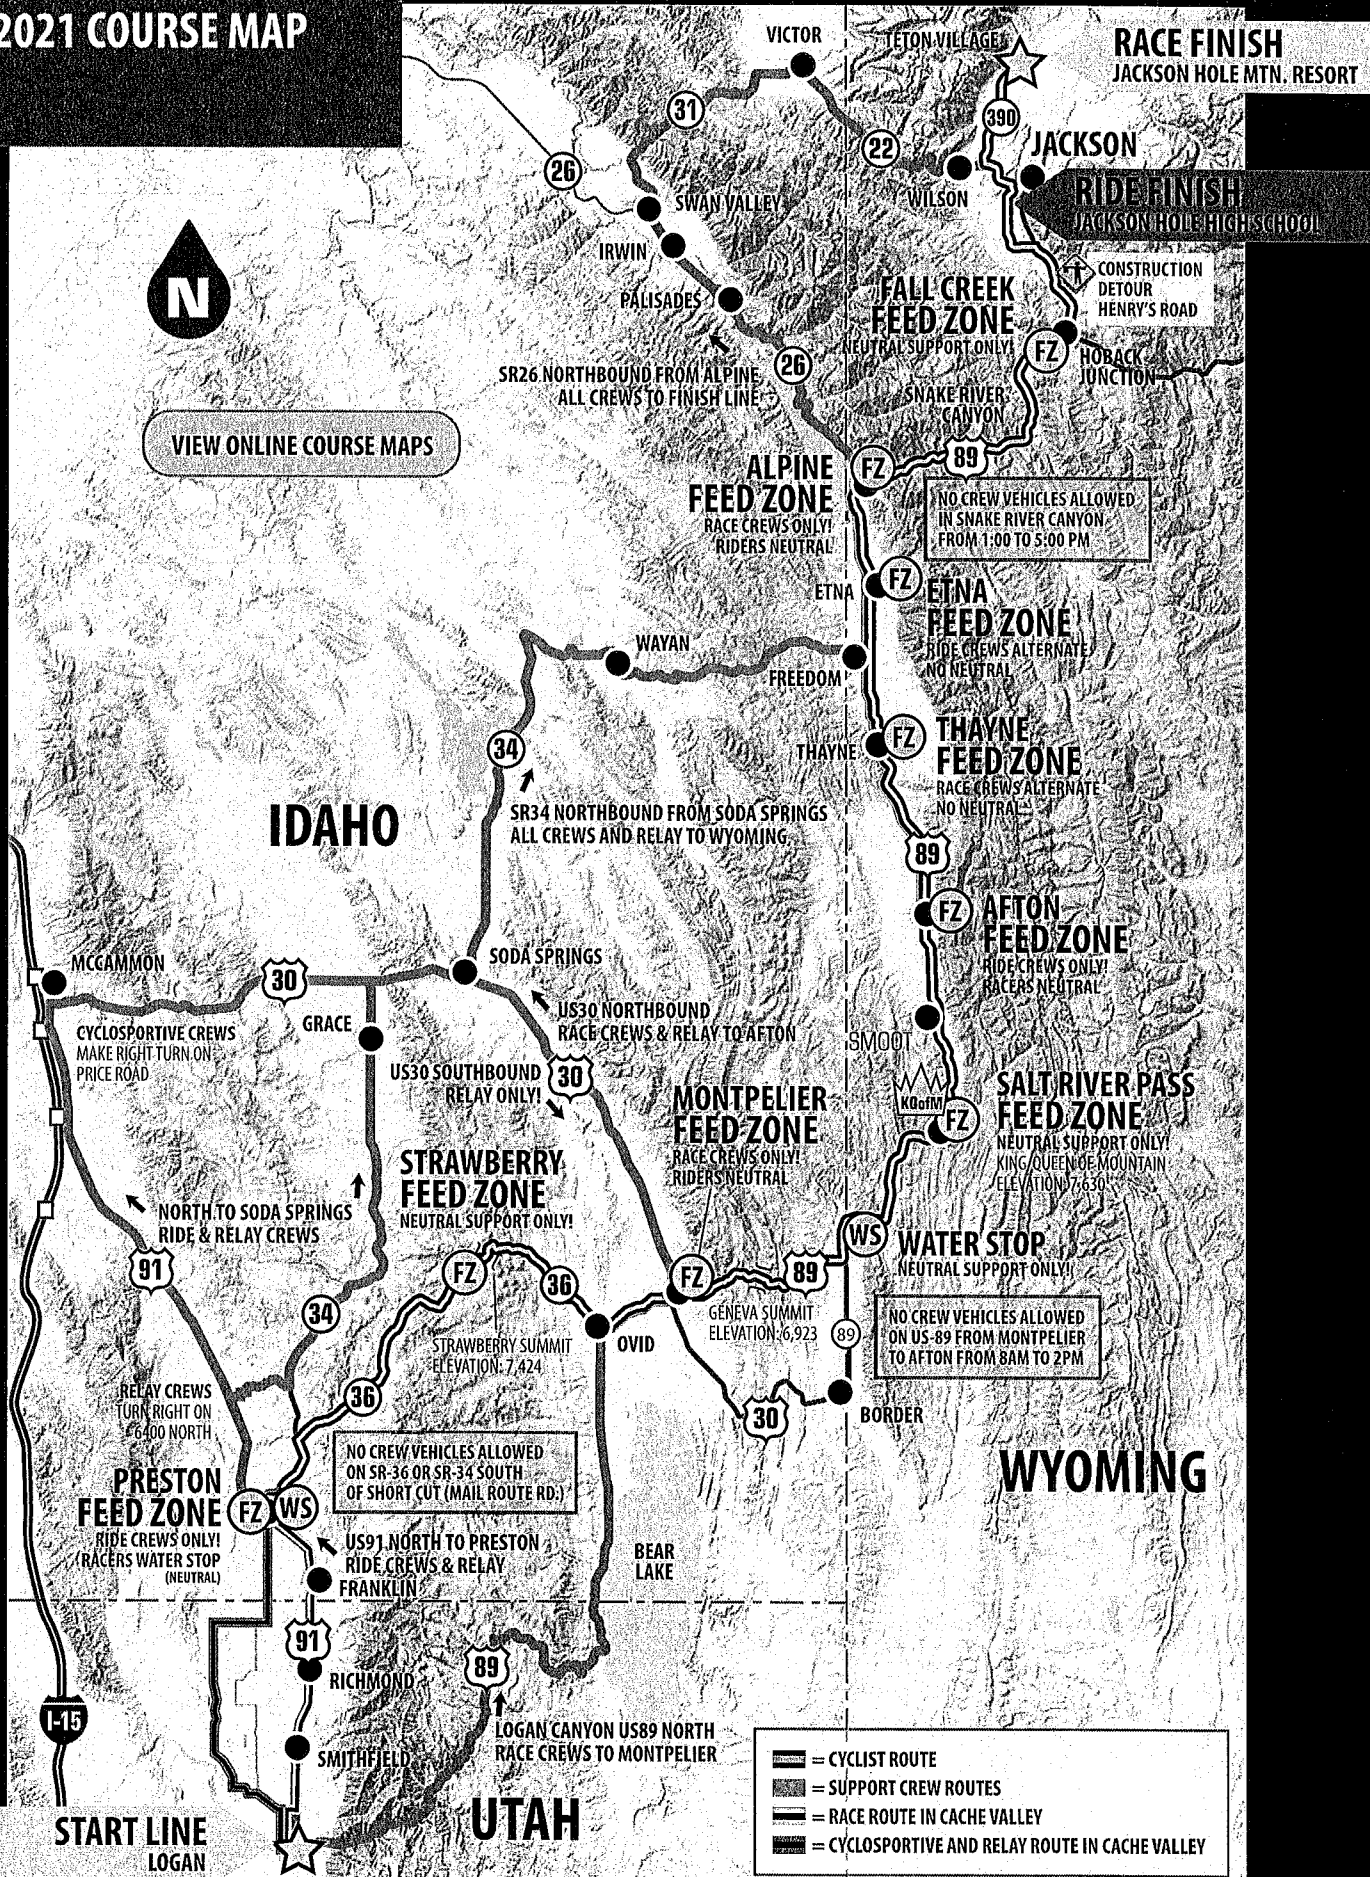 2021 COURSE MAP
VICTOR
TETON VILLAGE
RACE FINISH
JACKSON HOLE MTN. RESORT
31
390
22
JACKSON
26
WILSON
RIDE FINISH
JACKSON HOLE HIGH SCHOOL
SWAN VALLEY
IRWIN
N
CONSTRUCTION
DETOUR
HENRY'S ROAD
PALISADES
FALL CREEK
FEED ZONE
NEUTRAL SUPPORT ONLY!
FZ
HOBACK
JUNCTION
26
SR26 NORTHBOUND FROM ALPINE
ALL CREWS TO FINISH LINE
SNAKE RIVER
CANYON
VIEW ONLINE COURSE MAPS
89
ALPINE
FEED ZONE
RACE CREWS ONLY!
RIDERS NEUTRAL
FZ
NO CREW VEHICLES ALLOWED
IN SNAKE RIVER CANYON
FROM 1:00 TO 5:00 PM
ETNA
FZ
ETNA
FEED ZONE
RIDE CREWS ALTERNATE
NO NEUTRAL
WAYAN
FREEDOM
34
THAYNE
FZ
THAYNE
FEED ZONE
RACE CREWS ALTERNATE
NO NEUTRAL
IDAHO
SR34 NORTHBOUND FROM SODA SPRINGS
ALL CREWS AND RELAY TO WYOMING
89
FZ
AFTON
FEED ZONE
RIDE CREWS ONLY!
RACERS NEUTRAL
MCCAMMON
30
SODA SPRINGS
CYCLOSPORTIVE CREWS
MAKE RIGHT TURN ON
PRICE ROAD
GRACE
US30 NORTHBOUND
RACE CREWS & RELAY TO AFTON
SMOOT
US30 SOUTHBOUND
RELAY ONLY!
30
KQofM
FZ
SALT RIVER PASS
FEED ZONE
NEUTRAL SUPPORT ONLY!
KING/QUEEN OF MOUNTAIN
ELEVATION: 7,630'
MONTPELIER
FEED ZONE
RACE CREWS ONLY!
RIDERS NEUTRAL
STRAWBERRY
FEED ZONE
NEUTRAL SUPPORT ONLY!
NORTH TO SODA SPRINGS
RIDE & RELAY CREWS
91
FZ
36
FZ
89
WS
WATER STOP
NEUTRAL SUPPORT ONLY!
34
STRAWBERRY SUMMIT
ELEVATION: 7,424
OVID
GENEVA SUMMIT
ELEVATION: 6,923
89
NO CREW VEHICLES ALLOWED
ON US-89 FROM MONTPELIER
TO AFTON FROM 8AM TO 2PM
RELAY CREWS
TURN RIGHT ON
6400 NORTH
36
30
BORDER
NO CREW VEHICLES ALLOWED
ON SR-36 OR SR-34 SOUTH
OF SHORT CUT (MAIL ROUTE RD.)
WYOMING
PRESTON
FEED ZONE
RIDE CREWS ONLY!
RACERS WATER STOP
(NEUTRAL)
FZ
WS
US91 NORTH TO PRESTON
RIDE CREWS & RELAY
FRANKLIN
BEAR
LAKE
91
RICHMOND
89
I-15
LOGAN CANYON US89 NORTH
RACE CREWS TO MONTPELIER
SMITHFIELD
UTAH
START LINE
LOGAN
= CYCLIST ROUTE
= SUPPORT CREW ROUTES
= RACE ROUTE IN CACHE VALLEY
= CYCLOSPORTIVE AND RELAY ROUTE IN CACHE VALLEY